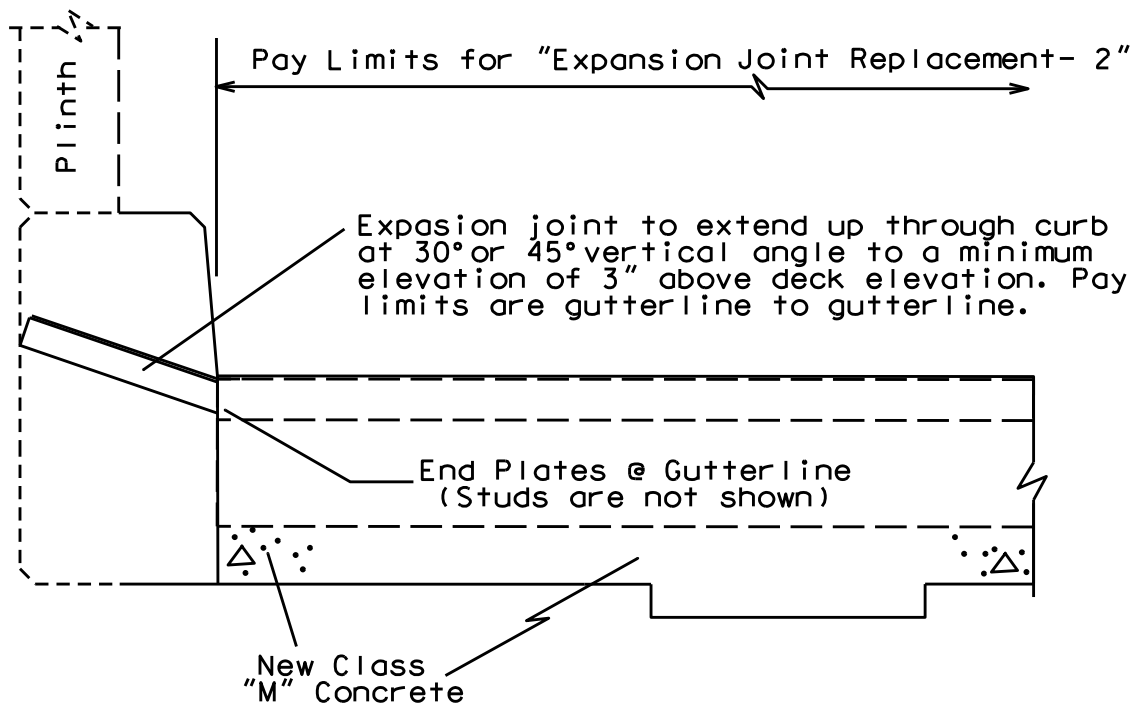 Pay Limits for "Expansion Joint Replacement- 2"
Plinth
Expasion joint to extend up through curb
at 30° or 45° vertical angle to a minimum
elevation of 3" above deck elevation. Pay
limits are gutterline to gutterline.
End Plates @ Gutterline
(Studs are not shown)
New Class
"M" Concrete